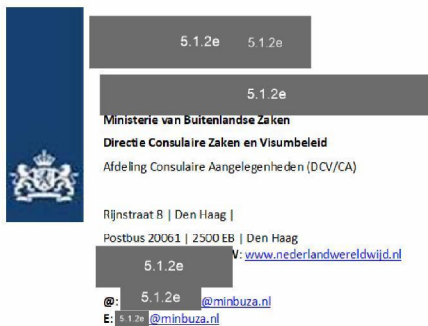 5.1.2e 5.1.2e
5.1.2e
Ministerie van Buitenlandse Zaken
Directie Consulaire Zaken en Visumbeleid
Afdeling Consulaire Aangelegenheden (DCV/CA)
Rijnstraat 8 | Den Haag |
Postbus 20061 | 2500 EB | Den Haag
5.1.2e : www.nederlandwereldwijd.nl
@: 5.1.2e @minbuza.nl
E: 5.1.2e @minbuza.nl